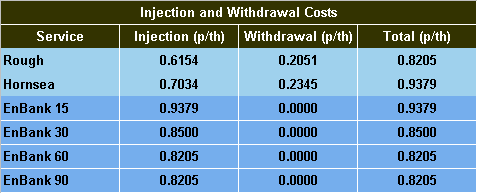 Injection and Withdrawal Costs
Service Injection (p/th) Withdrawal (p/th) Total (p/th)
Rough 0.6154 0.2051 0.8205
Hornsea 0.7034 0.2345 0.9379
EnBank 15 0.9379 0.0000 0.9379
EnBank 30 0.8500 0.0000 0.8500
EnBank 60 0.8205 0.0000 0.8205
EnBank 90 0.8205 0.0000 0.8205